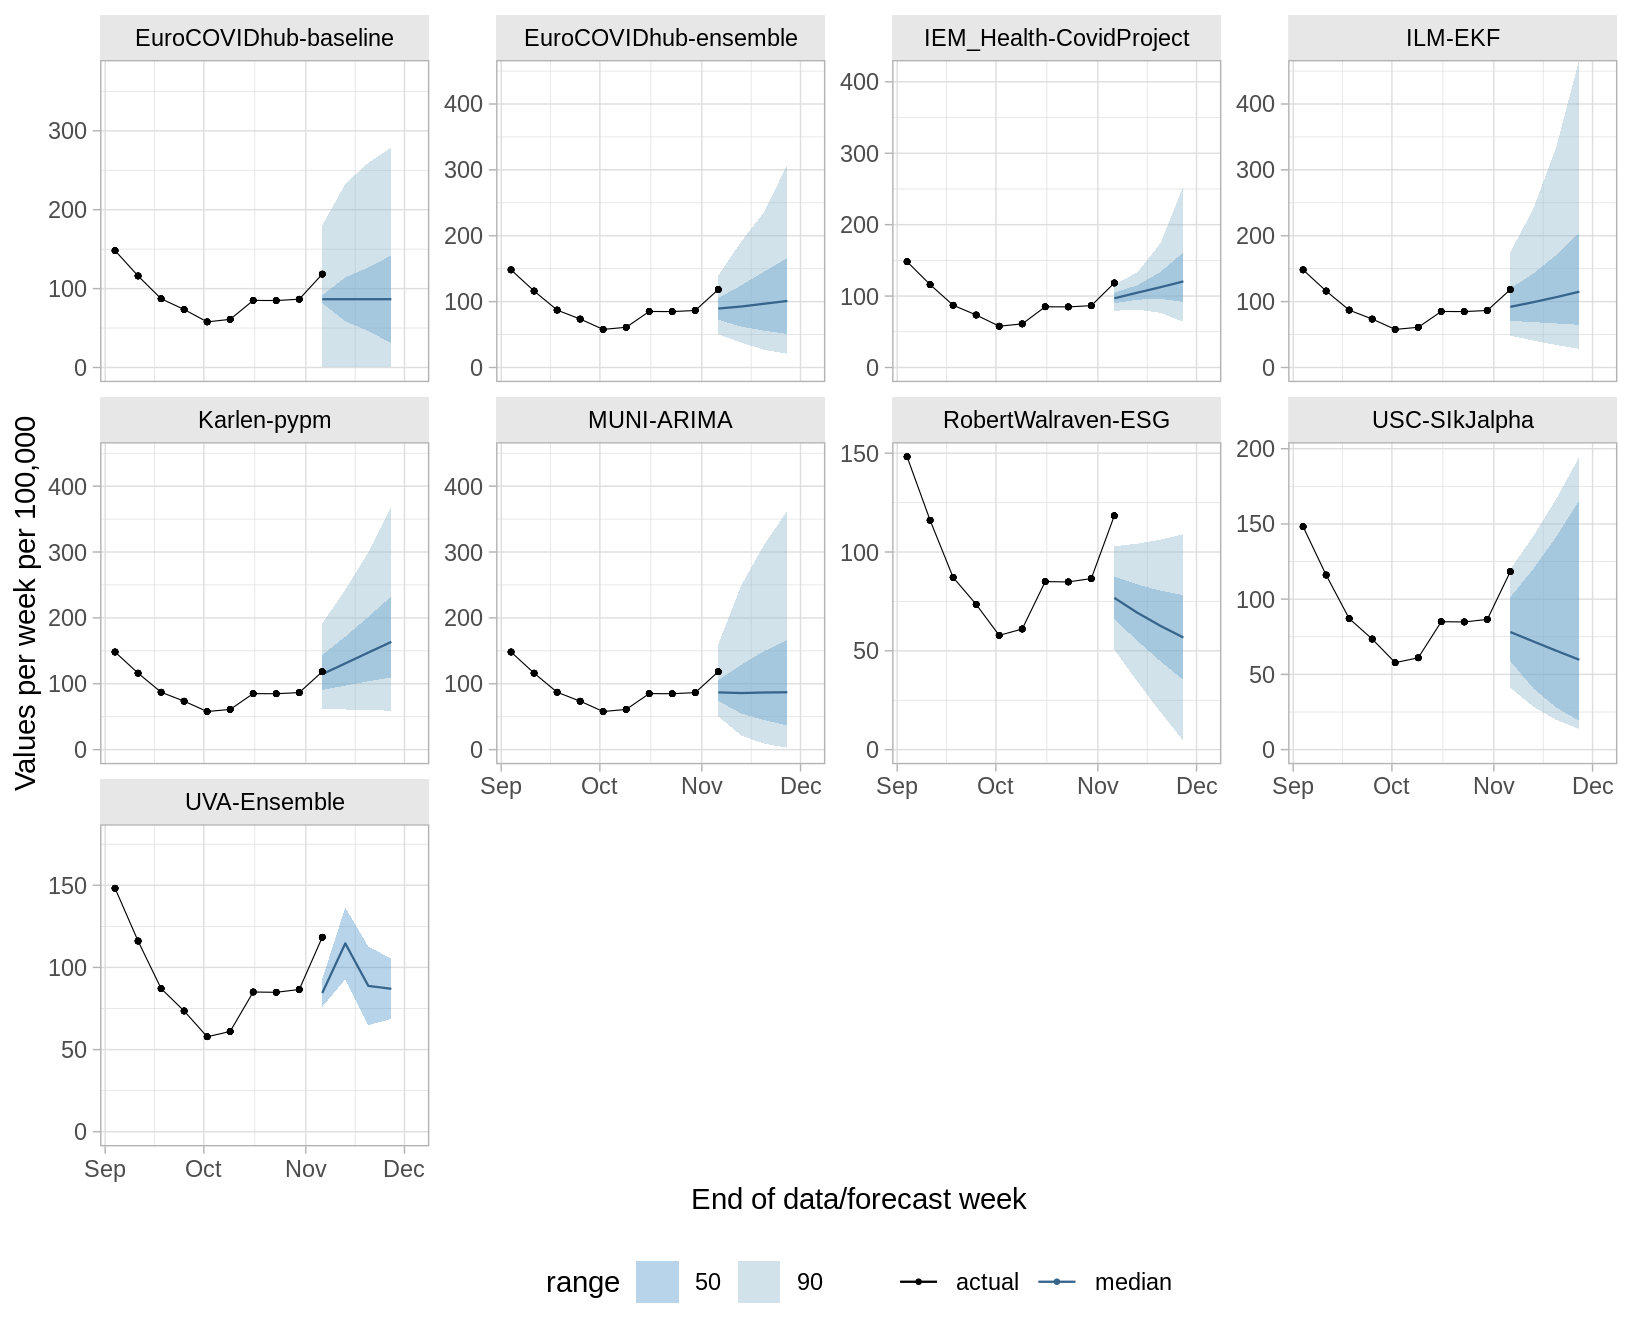 EuroCOVIDhub-baseline
EuroCOVIDhub-ensemble
IEM_Health-CovidProject
ILM-EKF
300
200
100
0
400
300
200
100
0
400
300
200
100
0
400
300
200
100
0
Values per week per 100,000
Karlen-pypm
MUNI-ARIMA
RobertWalraven-ESG
USC-SIkJalpha
400
300
200
100
0
400
300
200
100
0
150
100
50
0
200
150
100
50
0
Sep Oct Nov Dec
Sep Oct Nov Dec
Sep Oct Nov Dec
UVA-Ensemble
150
100
50
0
Sep Oct Nov Dec
End of data/forecast week
range 50 90 actual median